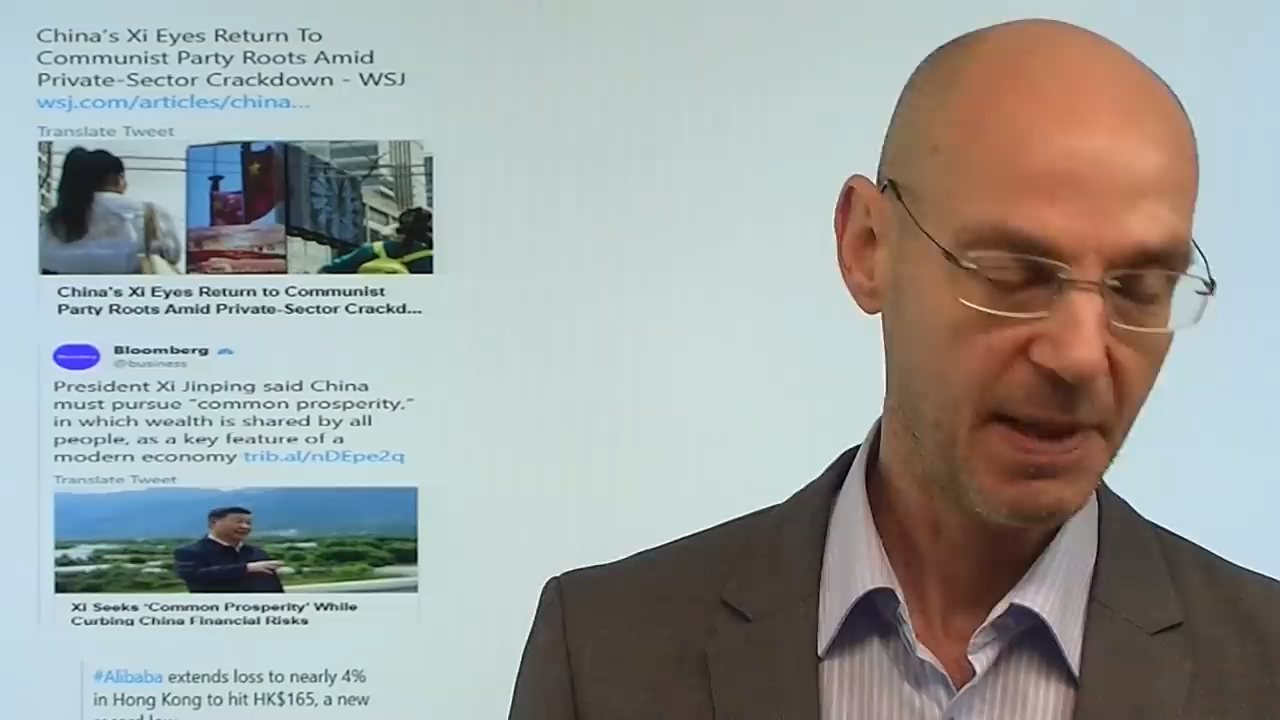 China's Xi Eyes Return To
Communist Party Roots Amid
Private-Sector Crackdown - WSJ
wsj.com/articles/china...
Translate Tweet
China's Xi Eyes Return to Communist
Party Roots Amid Private-Sector Crackd...
Bloomberg
@business
President Xi Jinping said China
must pursue "common prosperity,"
in which wealth is shared by all
people, as a key feature of a
modern economy trib.al/nDEpe2q
Translate Tweet
Xi Seeks 'Common Prosperity' While
Curbing China Financial Risks
#Alibaba extends loss to nearly 4%
in Hong Kong to hit HK$165, a new